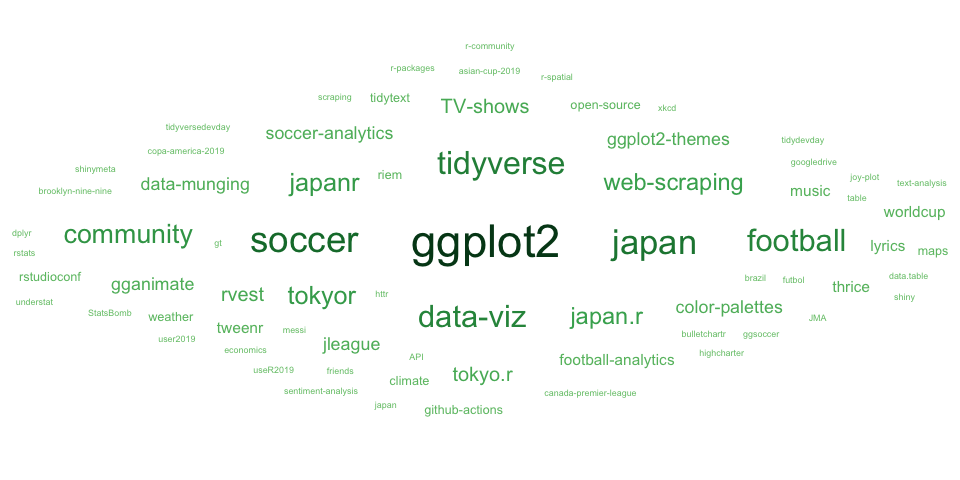 r-community
r-packages
asian-cup-2019
r-spatial
scraping
tidytext
TV-shows
open-source
xkcd
tidyversedevday
soccer-analytics
ggplot2-themes
tidydevday
copa-america-2019
tidyverse
googledrive
shinymeta
brooklyn-nine-nine
data-munging
japanr
riem
web-scraping
music
joy-plot
text-analysis
table
worldcup
dplyr
community
gt
soccer
ggplot2
japan
football
lyrics
maps
rstats
rstudioconf
gganimate
rvest
tokyor
httr
brazil
futbol
thrice
data.table
shiny
understat
StatsBomb
weather
tweenr
messi
data-viz
japan.r
color-palettes
JMA
user2019
economics
jleague
bulletchartr
ggsoccer
highcharter
useR2019
friends
API
football-analytics
sentiment-analysis
climate
tokyo.r
canada-premier-league
japan
github-actions